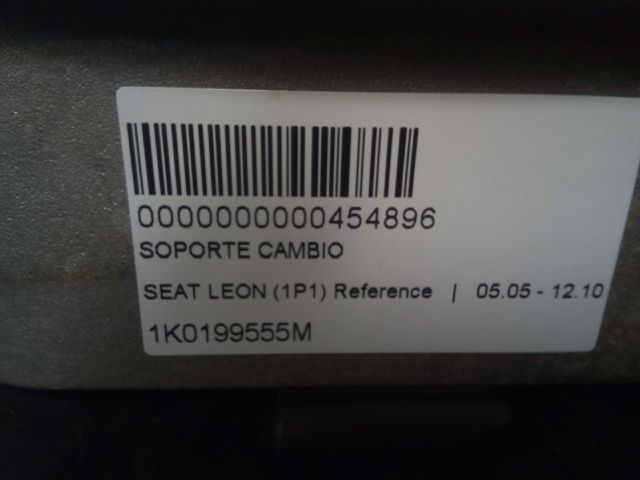 0000000000454896
SOPORTE CAMBIO
SEAT LEON (1P1) Reference | 05.05 - 12.10
1K0199555M